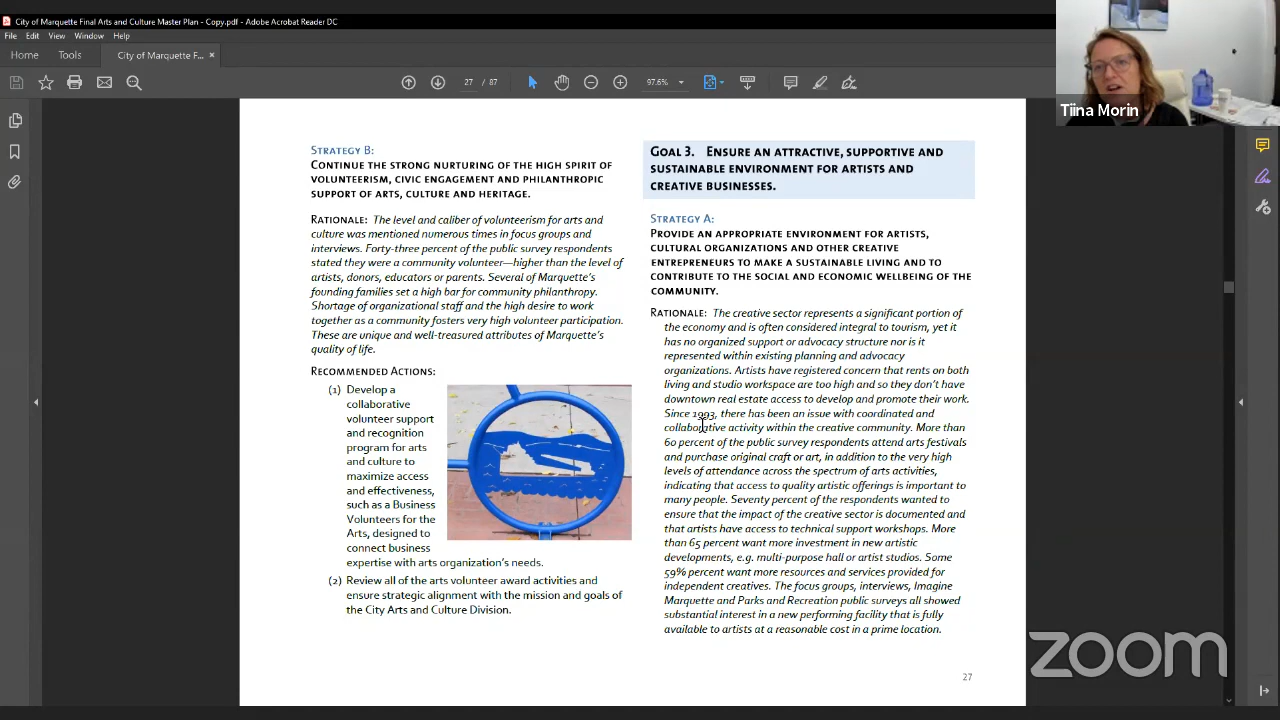 City of Marquette Final Arts and Culture Master Plan - Copy.pdf - Adobe Acrobat Reader DC
File Edit View Window Help
Home Tools City of Marquette F... ×
27 / 87 97.6%
Tiina Morin
STRATEGY B:
CONTINUE THE STRONG NURTURING OF THE HIGH SPIRIT OF
VOLUNTEERISM, CIVIC ENGAGEMENT AND PHILANTHROPIC
SUPPORT OF ARTS, CULTURE AND HERITAGE.
RATIONALE: The level and caliber of volunteerism for arts and
culture was mentioned numerous times in focus groups and
interviews. Forty-three percent of the public survey respondents
stated they were a community volunteer—higher than the level of
artists, donors, educators or parents. Several of Marquette's
founding families set a high bar for community philanthropy.
Shortage of organizational staff and the high desire to work
together as a community fosters very high volunteer participation.
These are unique and well-treasured attributes of Marquette's
quality of life.
RECOMMENDED ACTIONS:
(1) Develop a
collaborative
volunteer support
and recognition
program for arts
and culture to
maximize access
and effectiveness,
such as a Business
Volunteers for the
Arts, designed to
connect business
expertise with arts organization's needs.
(2) Review all of the arts volunteer award activities and
ensure strategic alignment with the mission and goals of
the City Arts and Culture Division.
GOAL 3. ENSURE AN ATTRACTIVE, SUPPORTIVE AND
SUSTAINABLE ENVIRONMENT FOR ARTISTS AND
CREATIVE BUSINESSES.
STRATEGY A:
PROVIDE AN APPROPRIATE ENVIRONMENT FOR ARTISTS,
CULTURAL ORGANIZATIONS AND OTHER CREATIVE
ENTREPRENEURS TO MAKE A SUSTAINABLE LIVING AND TO
CONTRIBUTE TO THE SOCIAL AND ECONOMIC WELLBEING OF THE
COMMUNITY.
RATIONALE: The creative sector represents a significant portion of
the economy and is often considered integral to tourism, yet it
has no organized support or advocacy structure nor is it
represented within existing planning and advocacy
organizations. Artists have registered concern that rents on both
living and studio workspace are too high and so they don't have
downtown real estate access to develop and promote their work.
Since 1993, there has been an issue with coordinated and
collaborative activity within the creative community. More than
60 percent of the public survey respondents attend arts festivals
and purchase original craft or art, in addition to the very high
levels of attendance across the spectrum of arts activities,
indicating that access to quality artistic offerings is important to
many people. Seventy percent of the respondents wanted to
ensure that the impact of the creative sector is documented and
that artists have access to technical support workshops. More
than 65 percent want more investment in new artistic
developments, e.g. multi-purpose hall or artist studios. Some
59% percent want more resources and services provided for
independent creatives. The focus groups, interviews, Imagine
Marquette and Parks and Recreation public surveys all showed
substantial interest in a new performing facility that is fully
available to artists at a reasonable cost in a prime location.
27
zoom